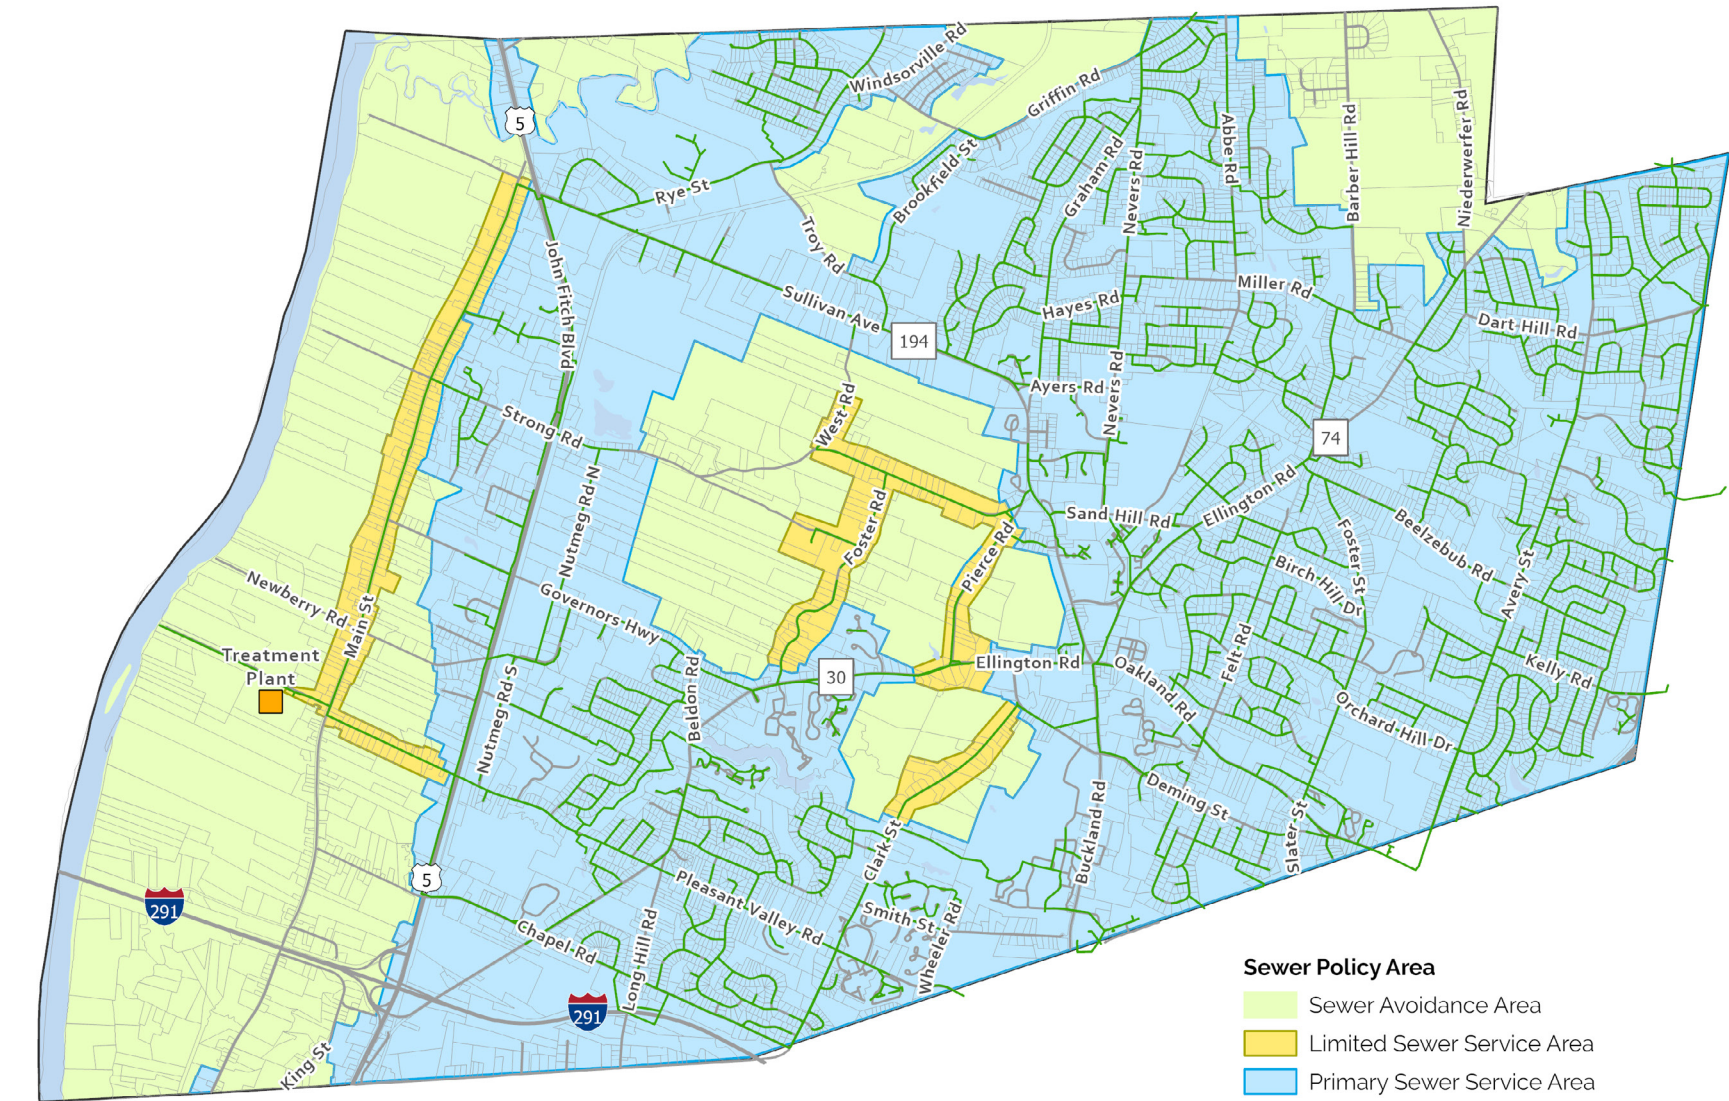 Windsorville Rd
Griffin Rd
5
Abbe Rd
Barber Hill Rd
Niederwerfer Rd
Brookfield St
Graham Rd
Nevers Rd
Rye St
Troy Rd
John Fitch Blvd
Sullivan Ave
Hayes Rd
Miller Rd
Dart Hill Rd
194
Ayers Rd
Nevers Rd
West Rd
Strong Rd
74
Nutmeg Rd N
Foster Rd
Sand Hill Rd
Ellington Rd
Beelzebub Rd
Foster St
Pierce Rd
Birch Hill Dr
Avery St
Newberry Rd
Main St
Governors Hwy
Treatment
Plant
Felt Rd
Ellington Rd
Oakland Rd
Kelly Rd
30
Beldon Rd
Nutmeg Rd S
Orchard Hill Dr
Deming St
Buckland Rd
Slater St
Clark St
5
291
Pleasant Valley Rd
Smith St
Wheeler Rd
Chapel Rd
Long Hill Rd
291
King St
Sewer Policy Area
Sewer Avoidance Area
Limited Sewer Service Area
Primary Sewer Service Area